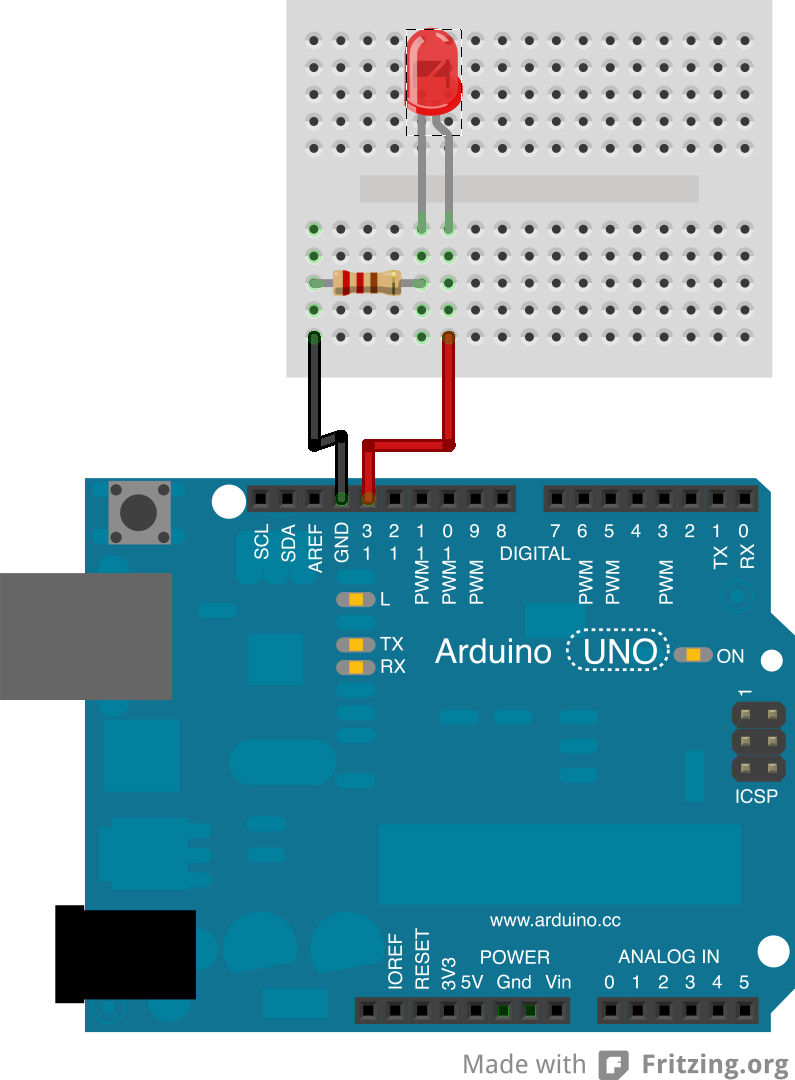 SCL
SDA
AREF
GND
13
12
PWM 11
PWM 10
PWM 9
8
7
PWM 6
PWM 5
4
PWM 3
2
TX 1
RX 0
DIGITAL
L
TX
RX
Arduino UNO
ON
1
ICSP
www.arduino.cc
POWER
ANALOG IN
IOREF
RESET
3V3
5V Gnd Vin
0 1 2 3 4 5
Made with Fritzing.org